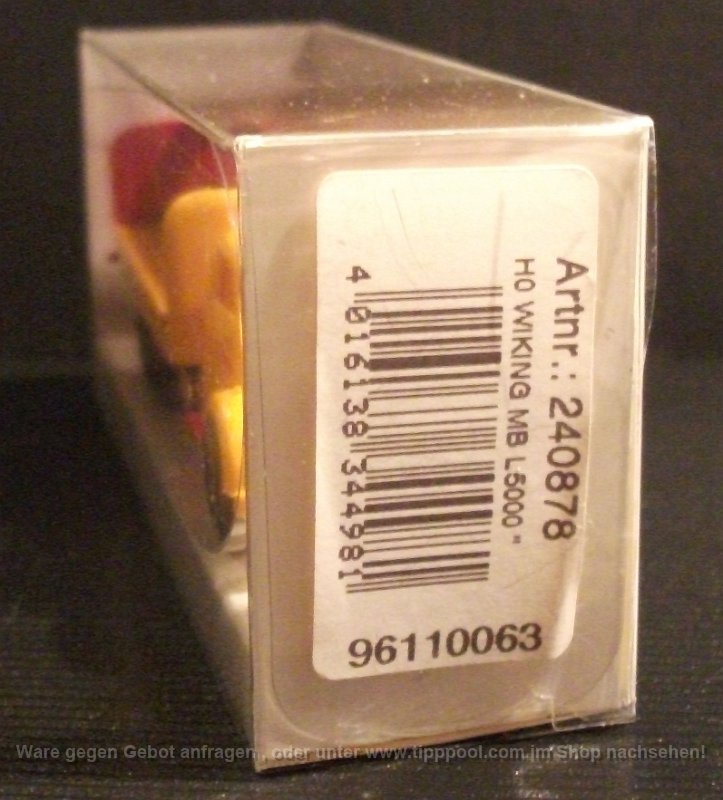 Artnr.: 240878
H0 WIKING MB L5000 "
4 016138 344981
96110063
Ware gegen Gebot anfragen , oder unter www.tipppool.com im Shop nachsehen!